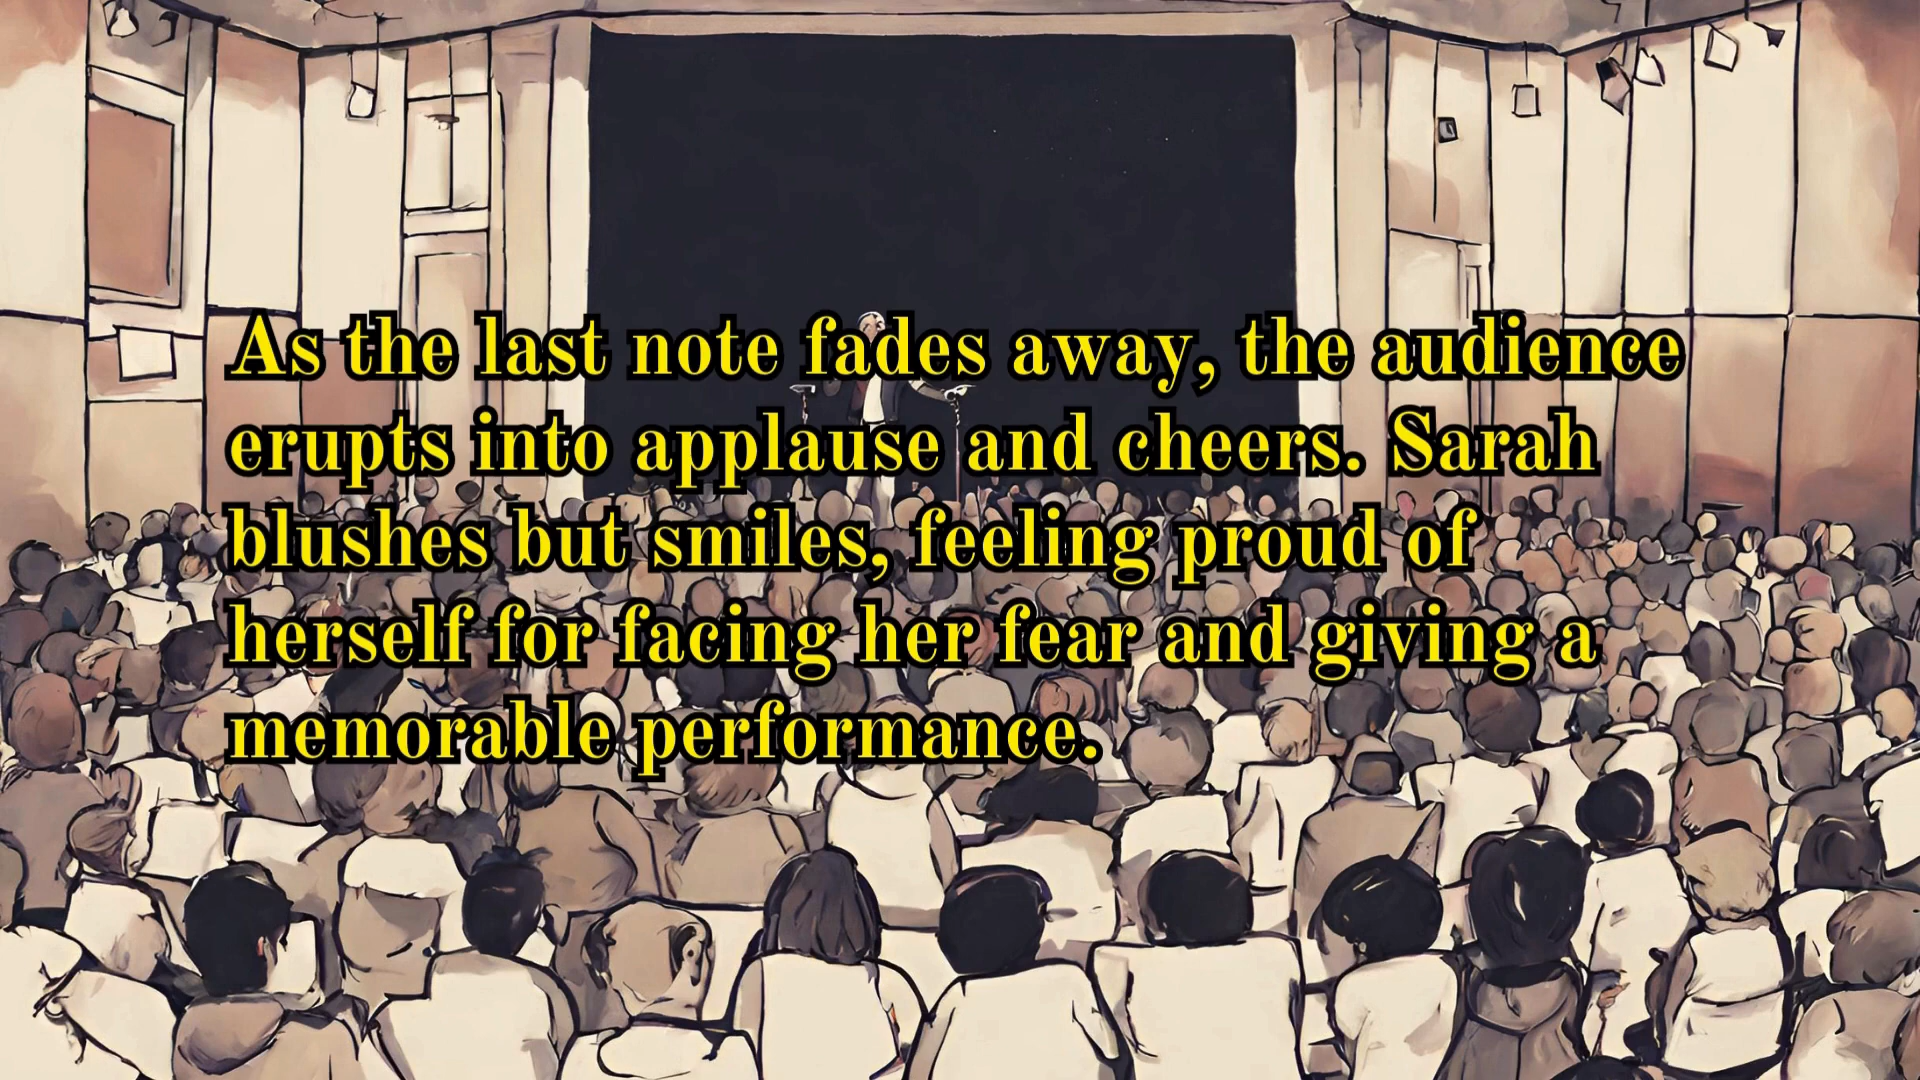 As the last note fades away, the audience
erupts into applause and cheers. Sarah
blushes but smiles, feeling proud of
herself for facing her fear and giving a
memorable performance.